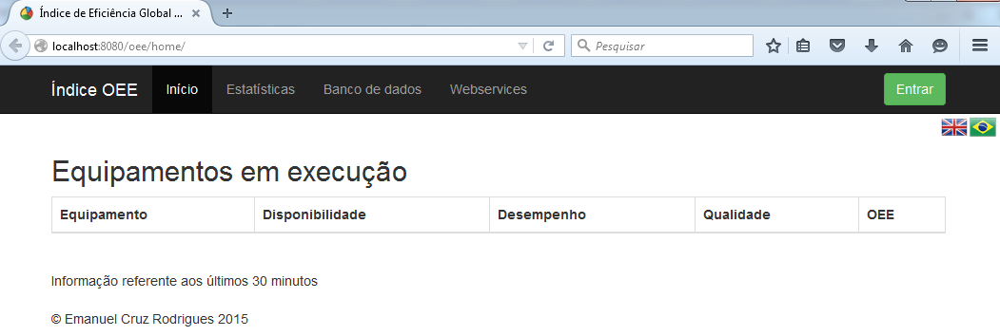 Índice de Eficiência Global ...
localhost:8080/oee/home/
Pesquisar
Índice OEE Início Estatísticas Banco de dados Webservices Entrar
Equipamentos em execução
Equipamento Disponibilidade Desempenho Qualidade OEE
Informação referente aos últimos 30 minutos
© Emanuel Cruz Rodrigues 2015